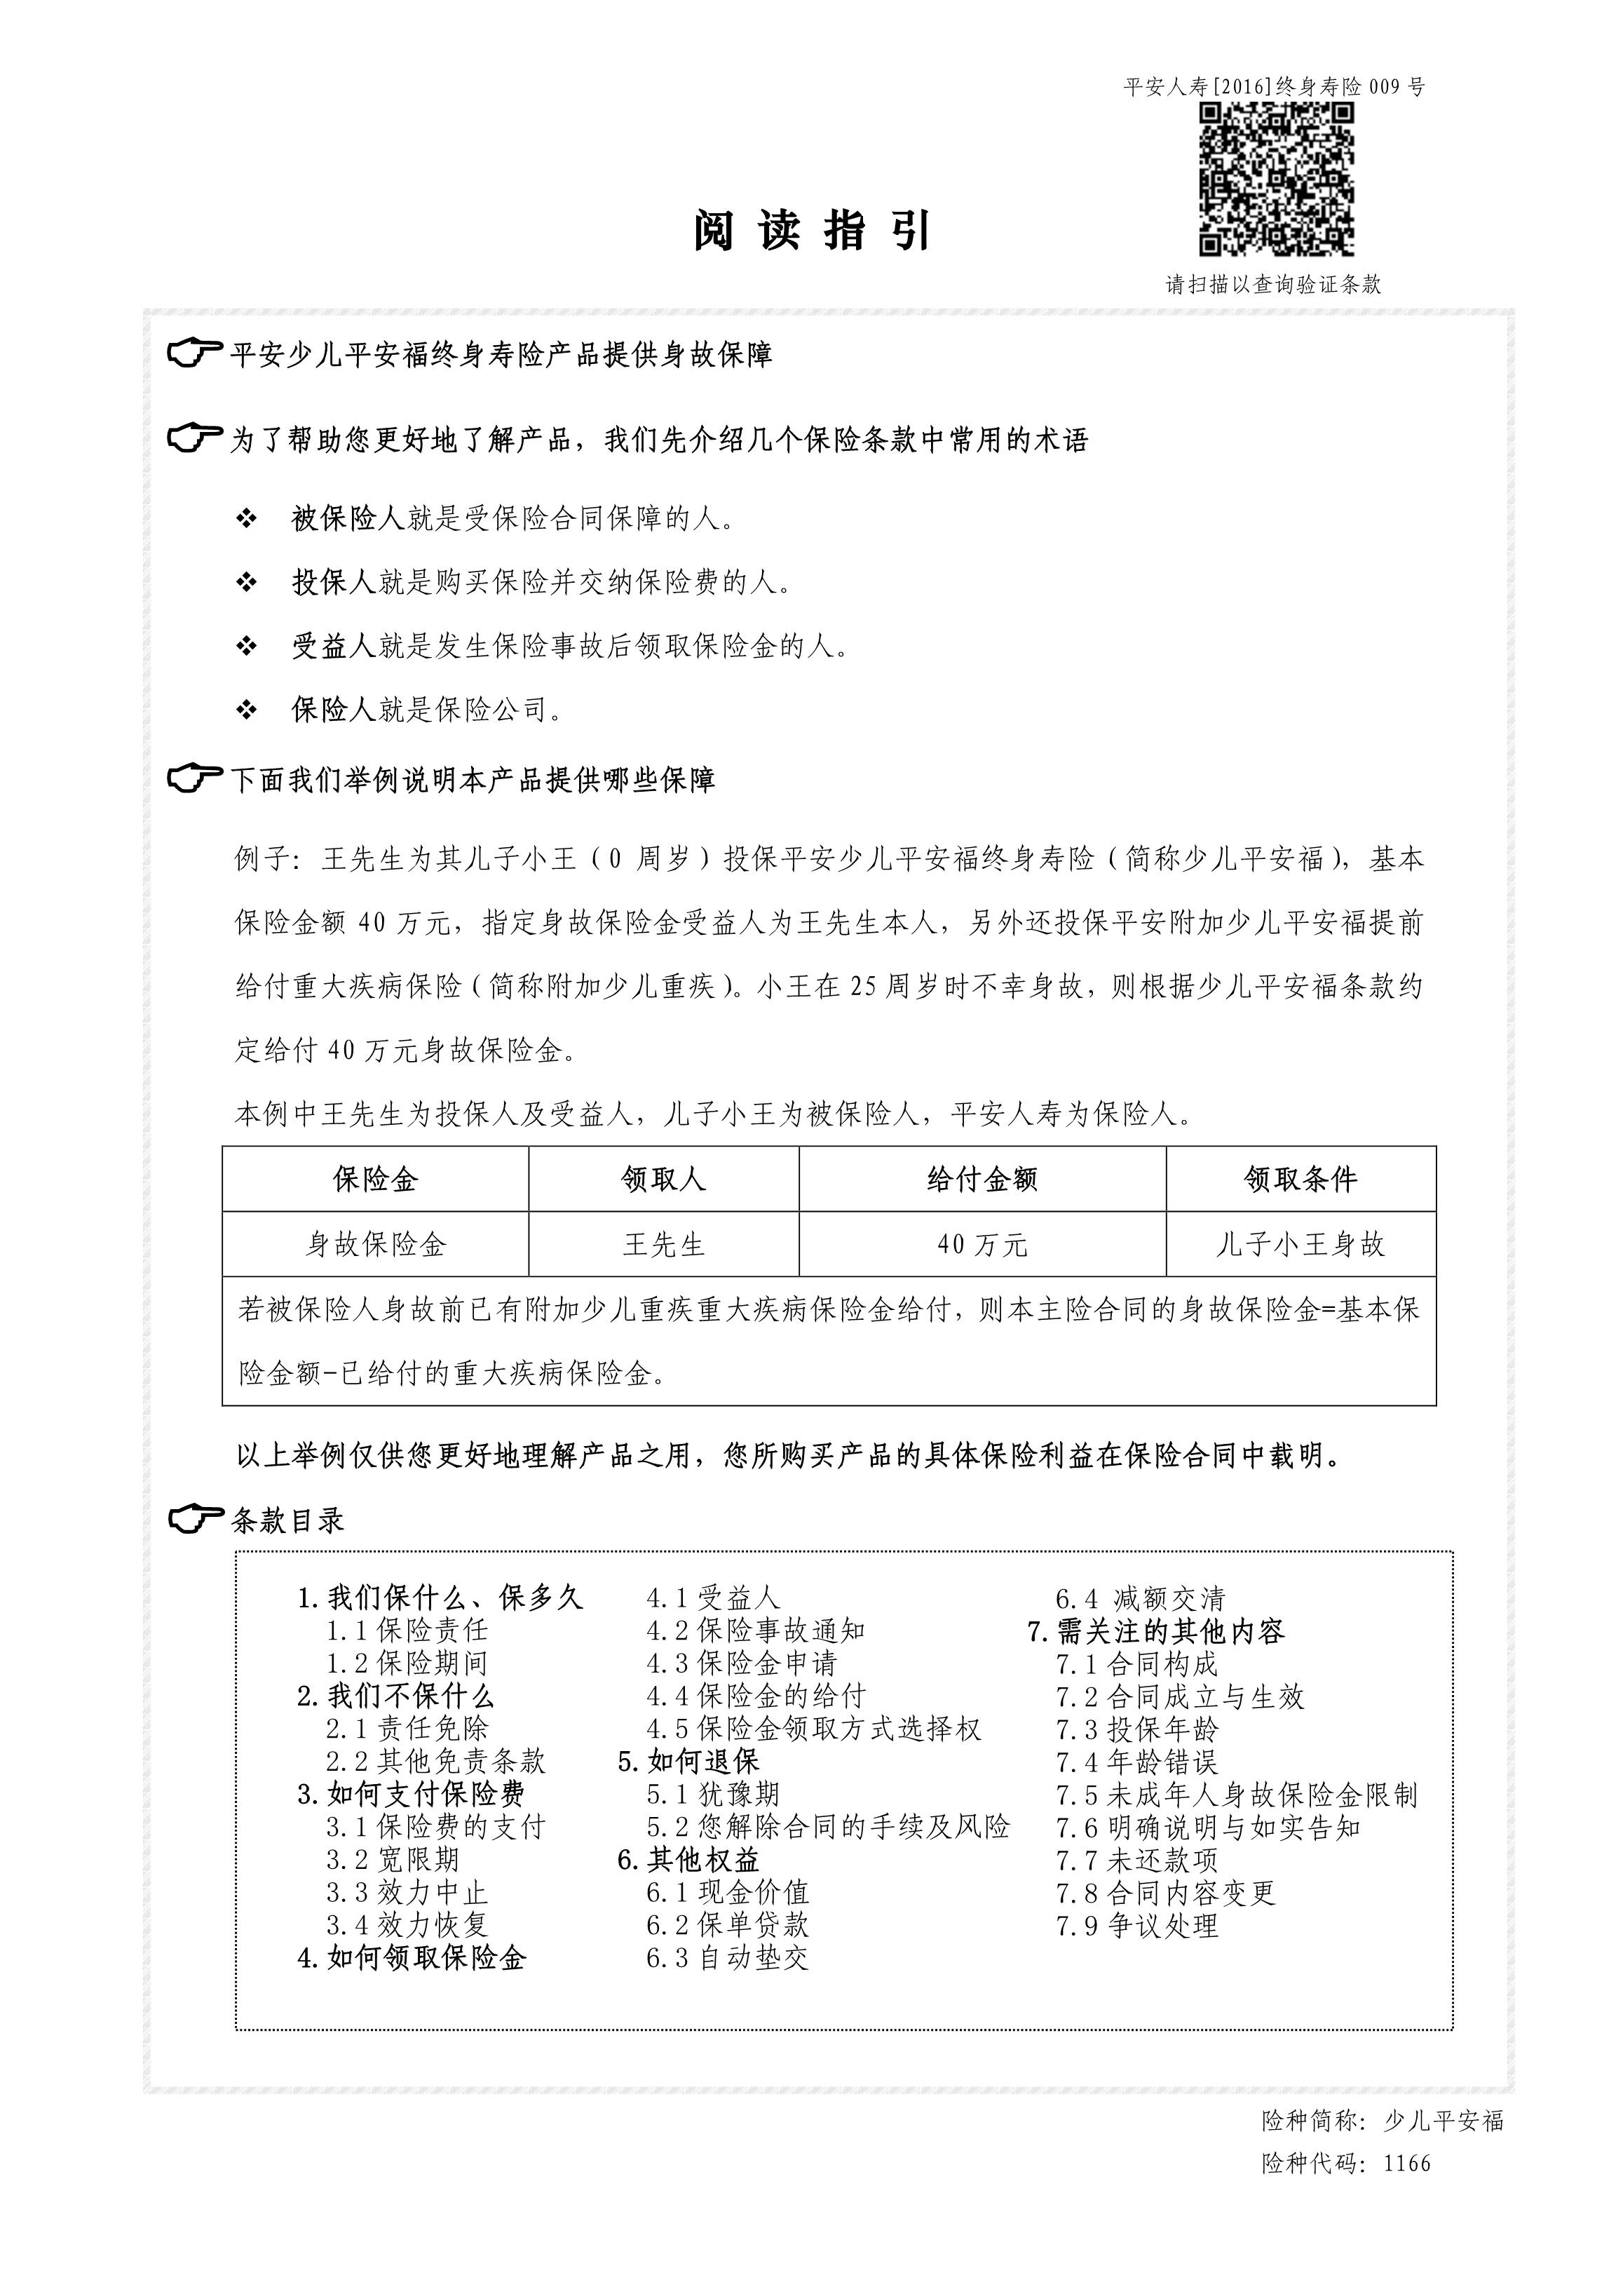 平安人寿[2016]终身寿险 009 号
阅 读 指 引
请扫描以查询验证条款
平安少儿平安福终身寿险产品提供身故保障
为了帮助您更好地了解产品，我们先介绍几个保险条款中常用的术语
❖ 被保险人就是受保险合同保障的人。
❖ 投保人就是购买保险并交纳保险费的人。
❖ 受益人就是发生保险事故后领取保险金的人。
❖ 保险人就是保险公司。
下面我们举例说明本产品提供哪些保障
例子：王先生为其儿子小王（0 周岁）投保平安少儿平安福终身寿险（简称少儿平安福），基本
保险金额 40 万元，指定身故保险金受益人为王先生本人，另外还投保平安附加少儿平安福提前
给付重大疾病保险（简称附加少儿重疾）。小王在 25 周岁时不幸身故，则根据少儿平安福条款约
定给付 40 万元身故保险金。
本例中王先生为投保人及受益人，儿子小王为被保险人，平安人寿为保险人。
保险金 领取人 给付金额 领取条件
身故保险金 王先生 40 万元 儿子小王身故
若被保险人身故前已有附加少儿重疾重大疾病保险金给付，则本主险合同的身故保险金=基本保
险金额-已给付的重大疾病保险金。
以上举例仅供您更好地理解产品之用，您所购买产品的具体保险利益在保险合同中载明。
条款目录
1.我们保什么、保多久
1.1 保险责任
1.2 保险期间
2.我们不保什么
2.1 责任免除
2.2 其他免责条款
3.如何支付保险费
3.1 保险费的支付
3.2 宽限期
3.3 效力中止
3.4 效力恢复
4.如何领取保险金
4.1 受益人
4.2 保险事故通知
4.3 保险金申请
4.4 保险金的给付
4.5 保险金领取方式选择权
5.如何退保
5.1 犹豫期
5.2 您解除合同的手续及风险
6.其他权益
6.1 现金价值
6.2 保单贷款
6.3 自动垫交
6.4 减额交清
7.需关注的其他内容
7.1 合同构成
7.2 合同成立与生效
7.3 投保年龄
7.4 年龄错误
7.5 未成年人身故保险金限制
7.6 明确说明与如实告知
7.7 未还款项
7.8 合同内容变更
7.9 争议处理
险种简称：少儿平安福
险种代码：1166